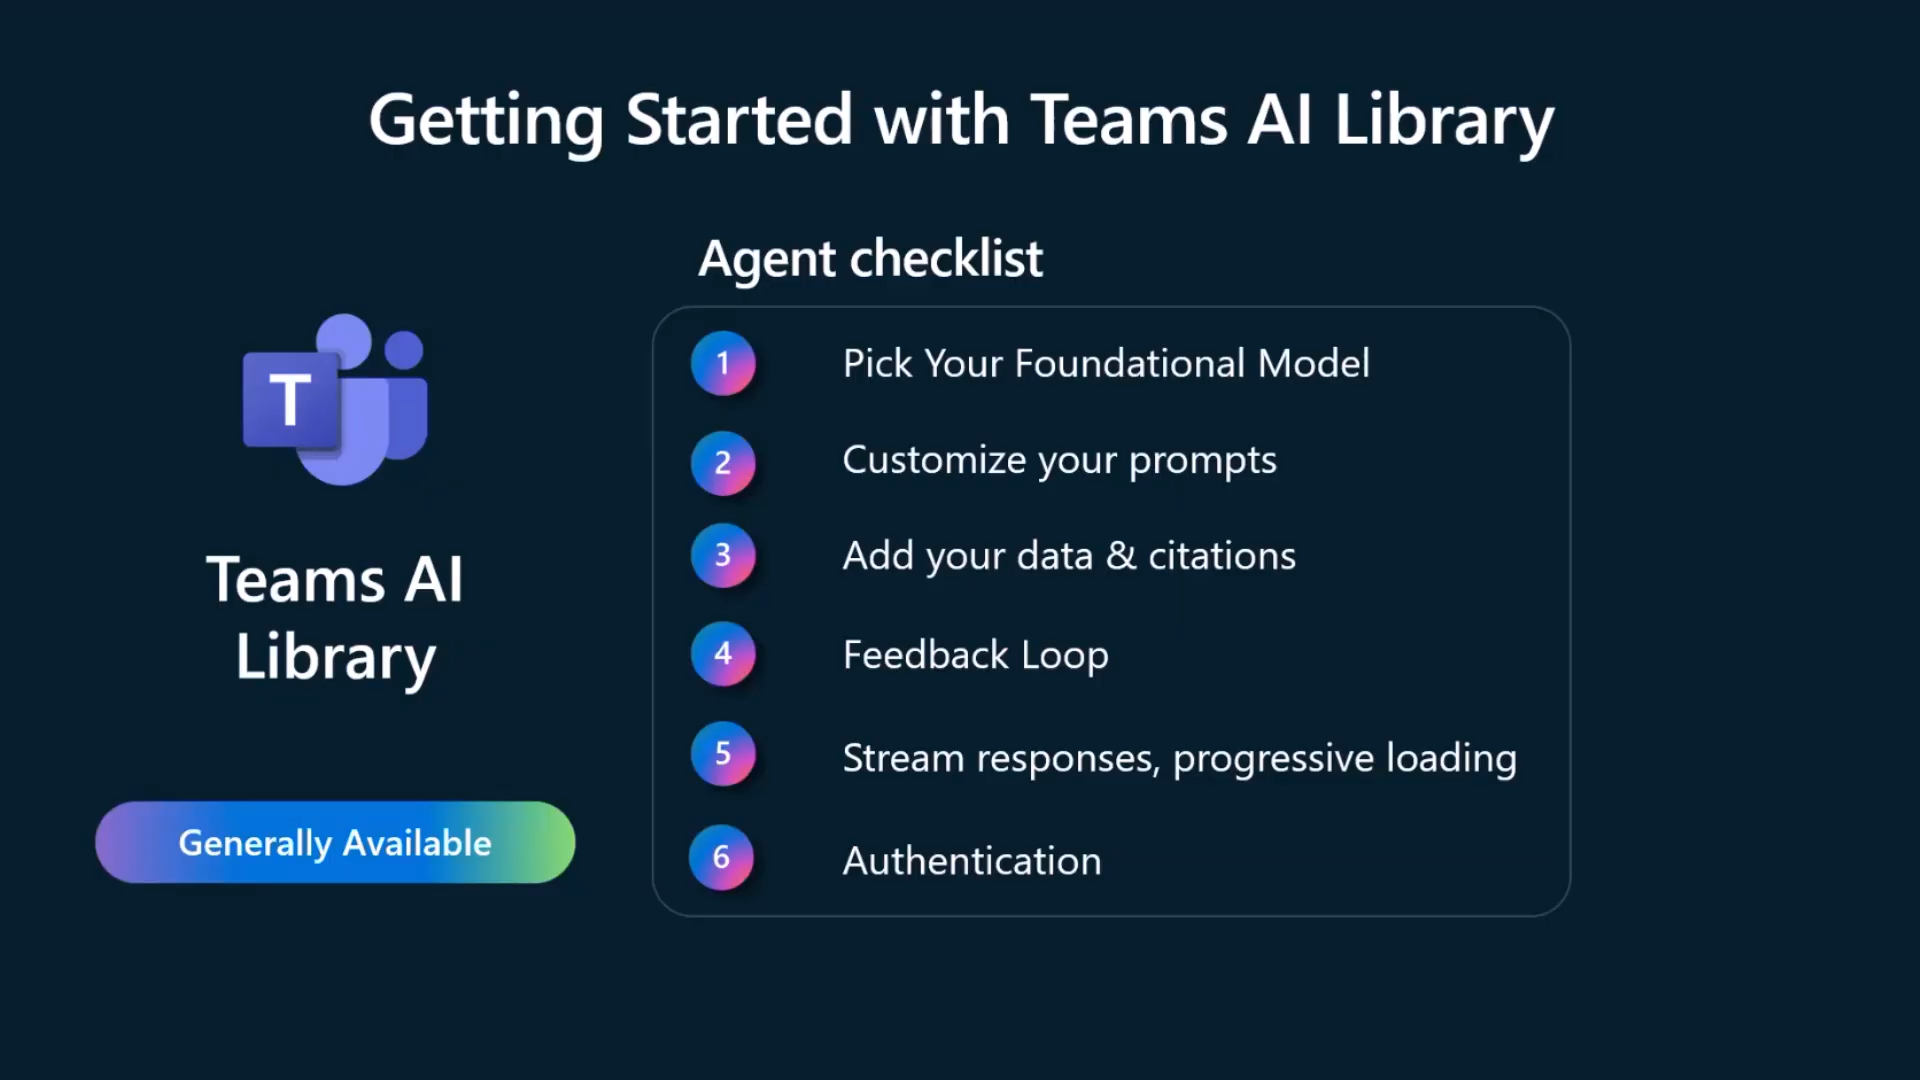 Getting Started with Teams AI Library
T
Teams AI
Library
Generally Available
Agent checklist
1 Pick Your Foundational Model
2 Customize your prompts
3 Add your data & citations
4 Feedback Loop
5 Stream responses, progressive loading
6 Authentication